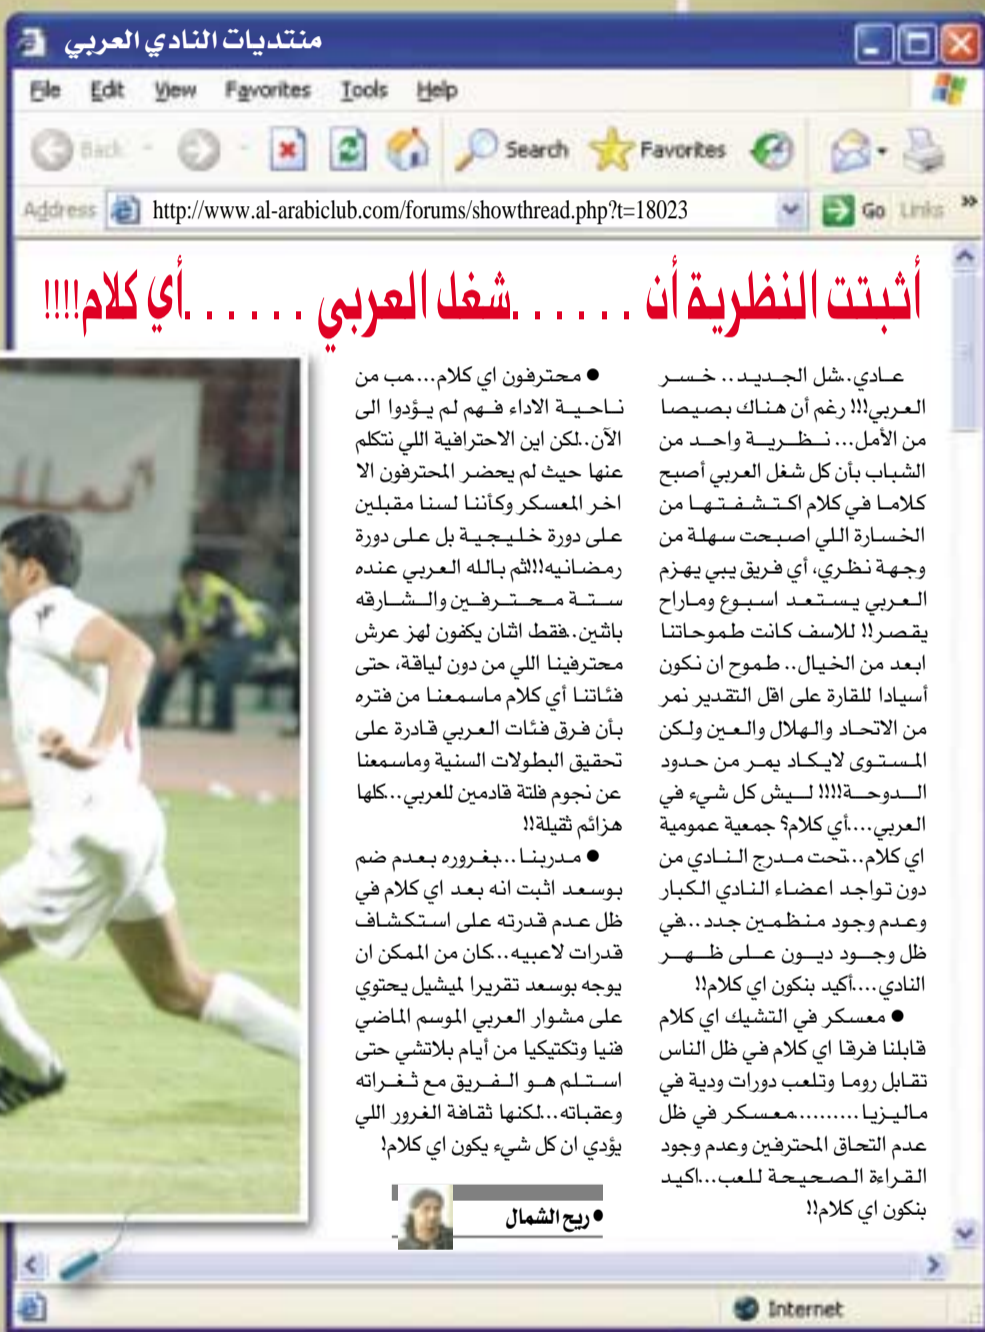 منتديات النادي العربي
File Edit View Favorites Tools Help
Back Search Favorites
Address http://www.al-arabiclub.com/forums/showthread.php?t=18023 Go Links »
أثبتت النظرية أن ......شغل العربي ......أي كلام!!!!
عادي..شل الجديد.. خسر
العربي!!! رغم أن هناك بصيصا
من الأمل... نظرية واحد من
الشباب بأن كل شغل العربي أصبح
كلاما في كلام اكتشفتها من
الخسارة اللي اصبحت سهلة من
وجهة نظري، أي فريق يبي يهزم
العربي يستعد اسبوع وماراح
يقصر!! للاسف كانت طموحاتنا
ابعد من الخيال.. طموح ان نكون
أسيادا للقارة على اقل التقدير نمر
من الاتحاد والهلال والعين ولكن
المستوى لايكاد يمر من حدود
الدوحة!!!! ليش كل شيء في
العربي....أي كلام؟ جمعية عمومية
اي كلام...تحت مدرج النادي من
دون تواجد اعضاء النادي الكبار
وعدم وجود منظمين جدد...في
ظل وجود ديون على ظهر
النادي....أكيد بنكون اي كلام!!
● معسكر في التشيك اي كلام
قابلنا فرقا اي كلام في ظل الناس
تقابل روما وتلعب دورات ودية في
ماليزيا..........معسكر في ظل
عدم التحاق المحترفين وعدم وجود
القراءة الصحيحة للعب...اكيد
بنكون اي كلام!!
● محترفون اي كلام....مب من
ناحية الاداء فهم لم يؤدوا الى
الآن..لكن اين الاحترافية اللي نتكلم
عنها حيث لم يحضر المحترفون الا
اخر المعسكر وكأننا لسنا مقبلين
على دورة خليجية بل على دورة
رمضانيه!!!ثم بالله العربي عنده
ستة محترفين والشارقه
باثنين..فقط اثنان يكفون لهز عرش
محترفينا اللي من دون لياقة، حتى
فئاتنا أي كلام ماسمعنا من فتره
بأن فرق فئات العربي قادرة على
تحقيق البطولات السنية وماسمعنا
عن نجوم فلتة قادمين للعربي...كلها
هزائم ثقيلة!!
● مدربنا...بغروره بعدم ضم
بوسعد اثبت انه بعد اي كلام في
ظل عدم قدرته على استكشاف
قدرات لاعبيه...كان من الممكن ان
يوجه بوسعد تقريرا لميشيل يحتوي
على مشوار العربي الموسم الماضي
فنيا وتكتيكيا من أيام بلاتشي حتى
استلم هو الفريق مع ثغراته
وعقباته...لكنها ثقافة الغرور اللي
يؤدي ان كل شيء يكون اي كلام!
● ريح الشمال
Internet